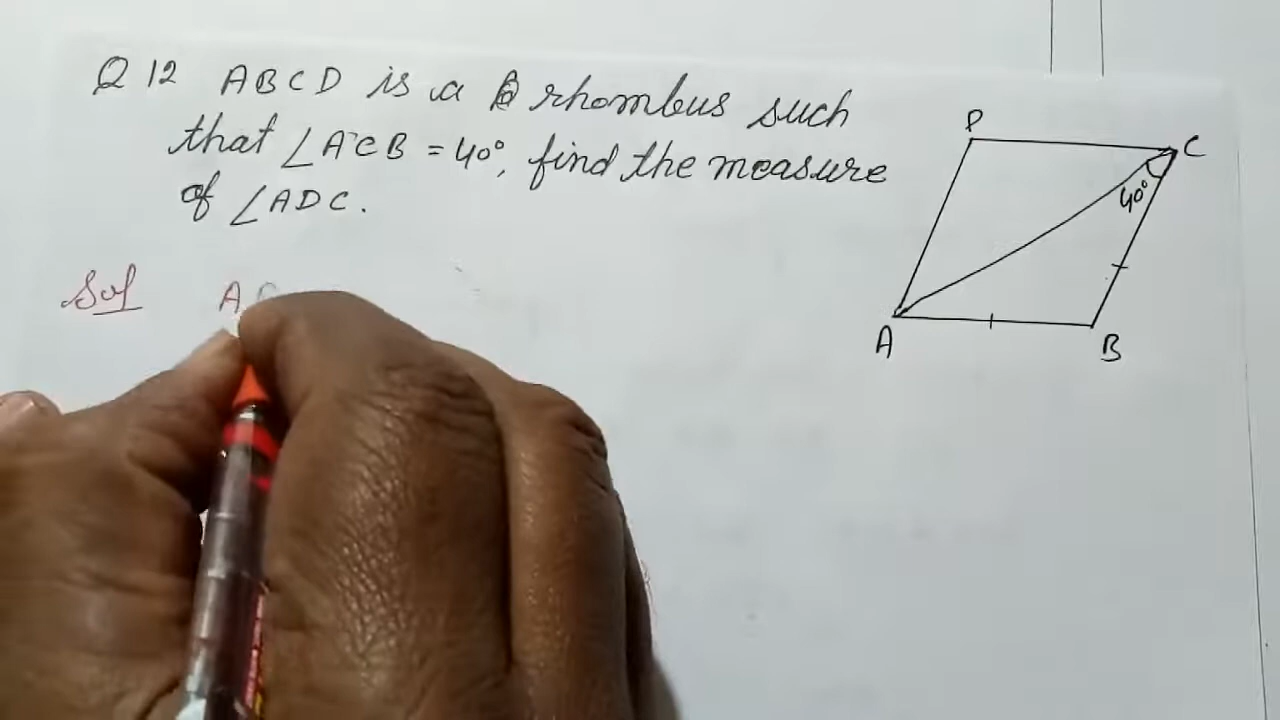 Q 12 ABCD is a rhombus such
that ∠ACB = 40°, find the measure
of ∠ADC.
D
C
40°
A
B
Sol A